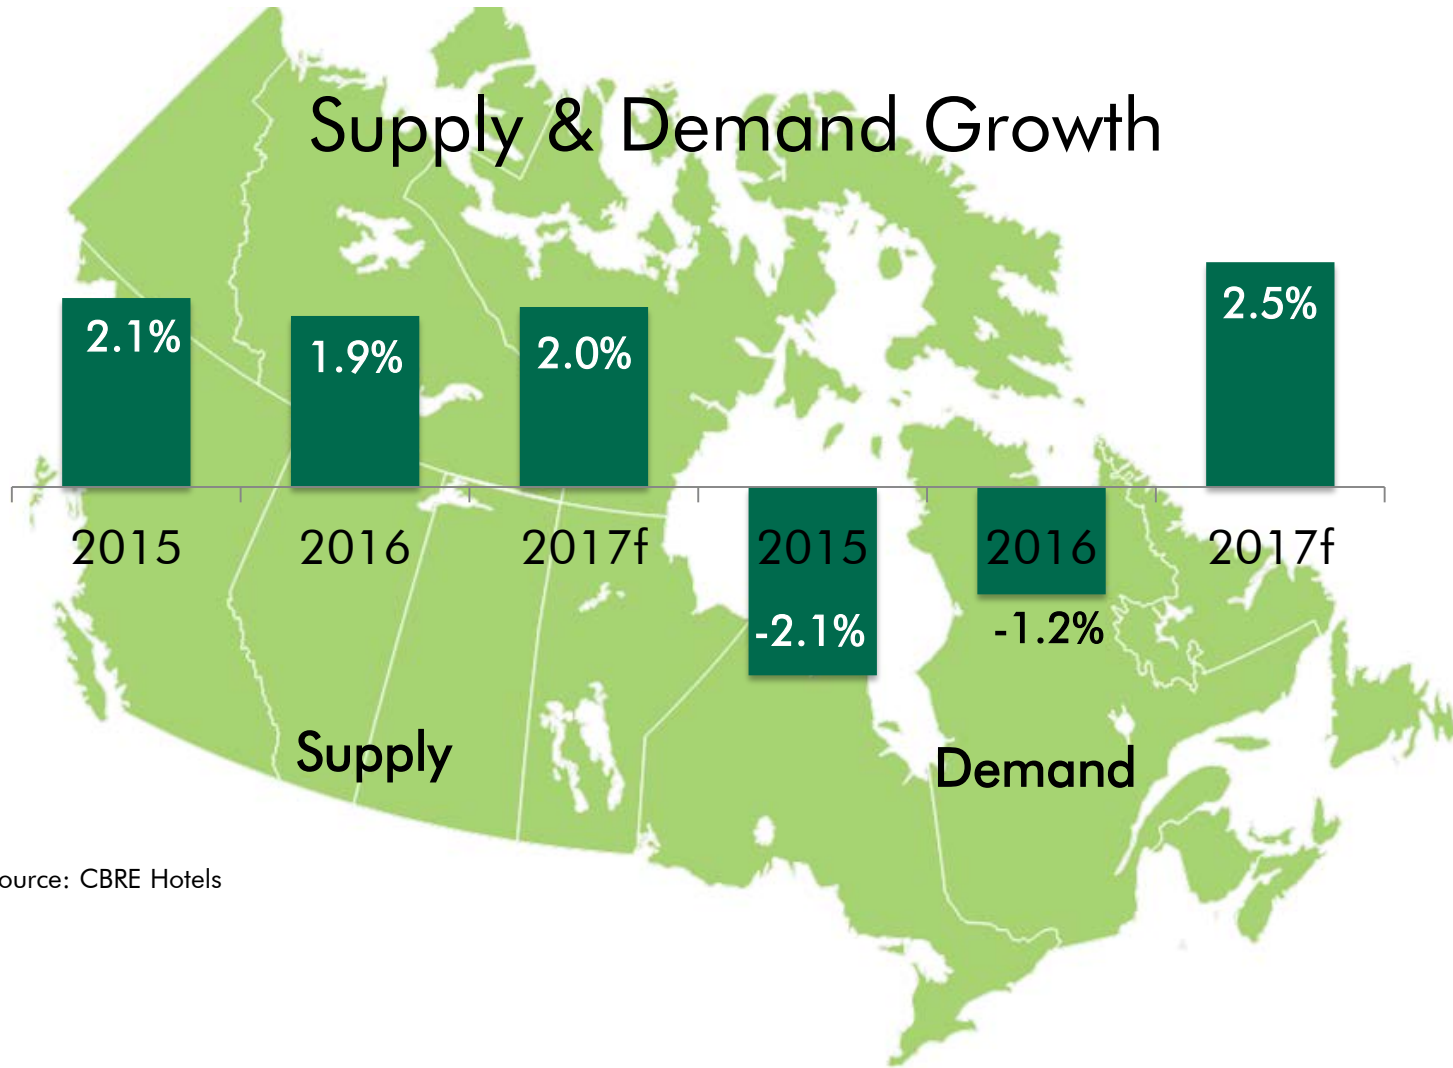 Supply & Demand Growth
2.1%
1.9%
2.0%
2.5%
2015
2016
2017f
2015
2016
2017f
-2.1%
-1.2%
Supply
Demand
ource: CBRE Hotels